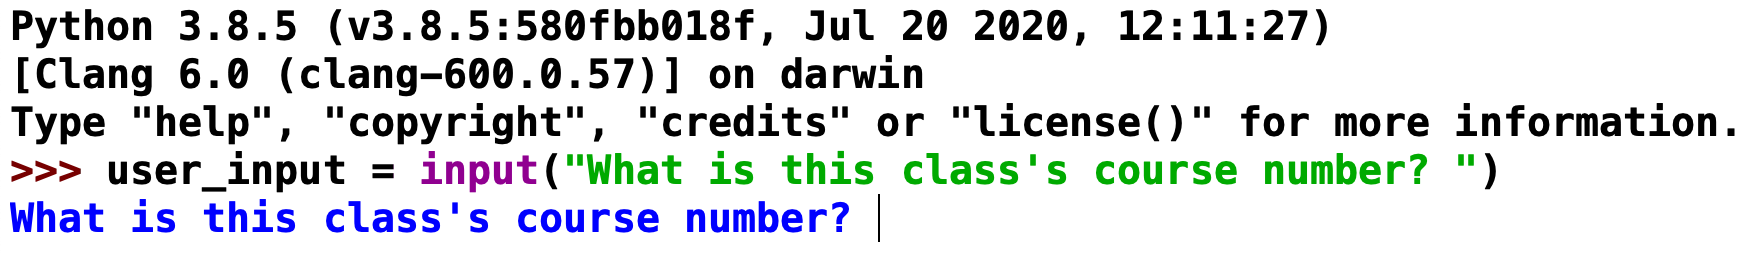 Python 3.8.5 (v3.8.5:580fbb018f, Jul 20 2020, 12:11:27)
[Clang 6.0 (clang-600.0.57)] on darwin
Type "help", "copyright", "credits" or "license()" for more information.
>>> user_input = input("What is this class's course number? ")
What is this class's course number?